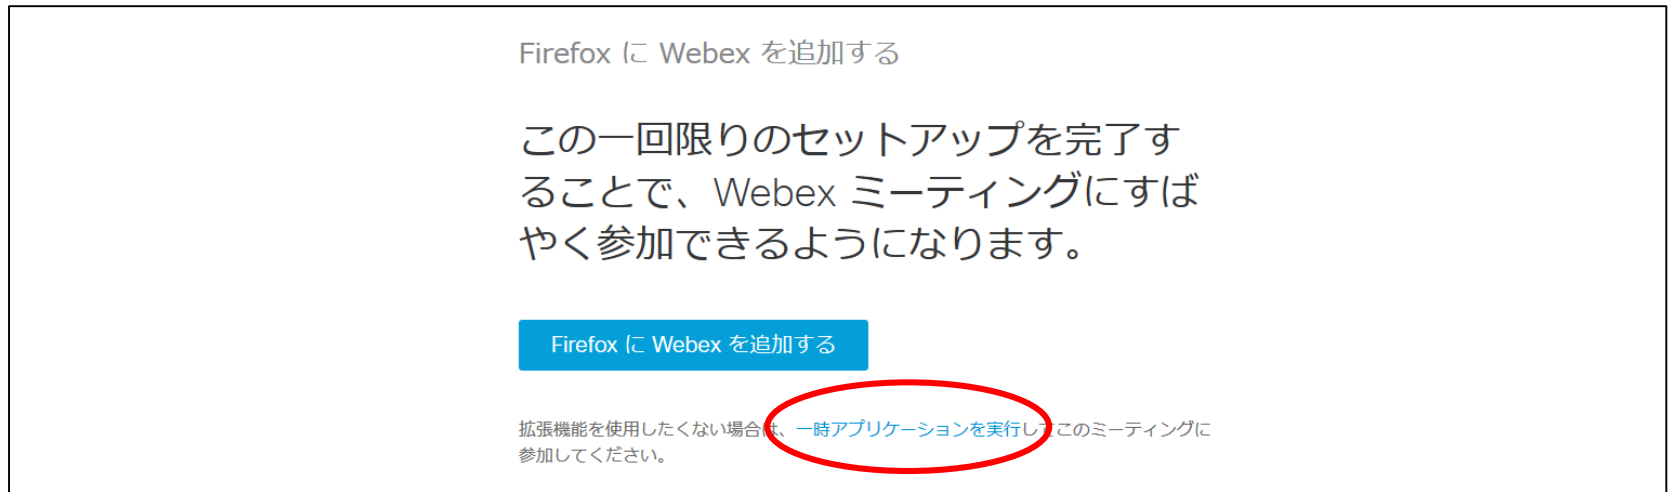 Firefox に Webex を追加する
この一回限りのセットアップを完了す
ることで、Webex ミーティングにすば
やく参加できるようになります。
Firefox に Webex を追加する
拡張機能を使用したくない場合は、一時アプリケーションを実行してこのミーティングに
参加してください。